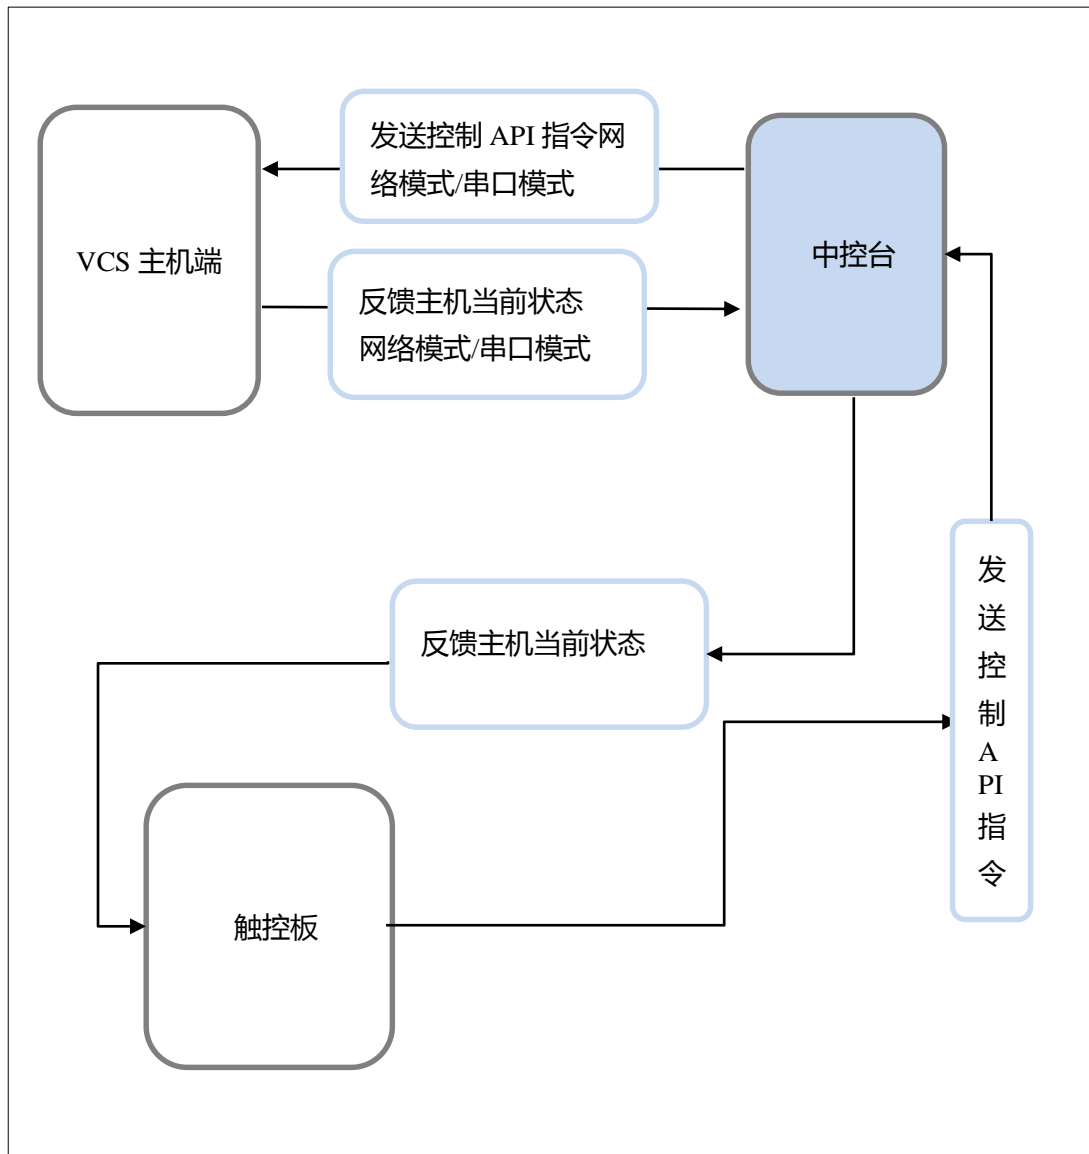 发送控制 API 指令网
络模式/串口模式
VCS 主机端
中控台
反馈主机当前状态
网络模式/串口模式
发
送
控
制
A
PI
指
令
反馈主机当前状态
触控板